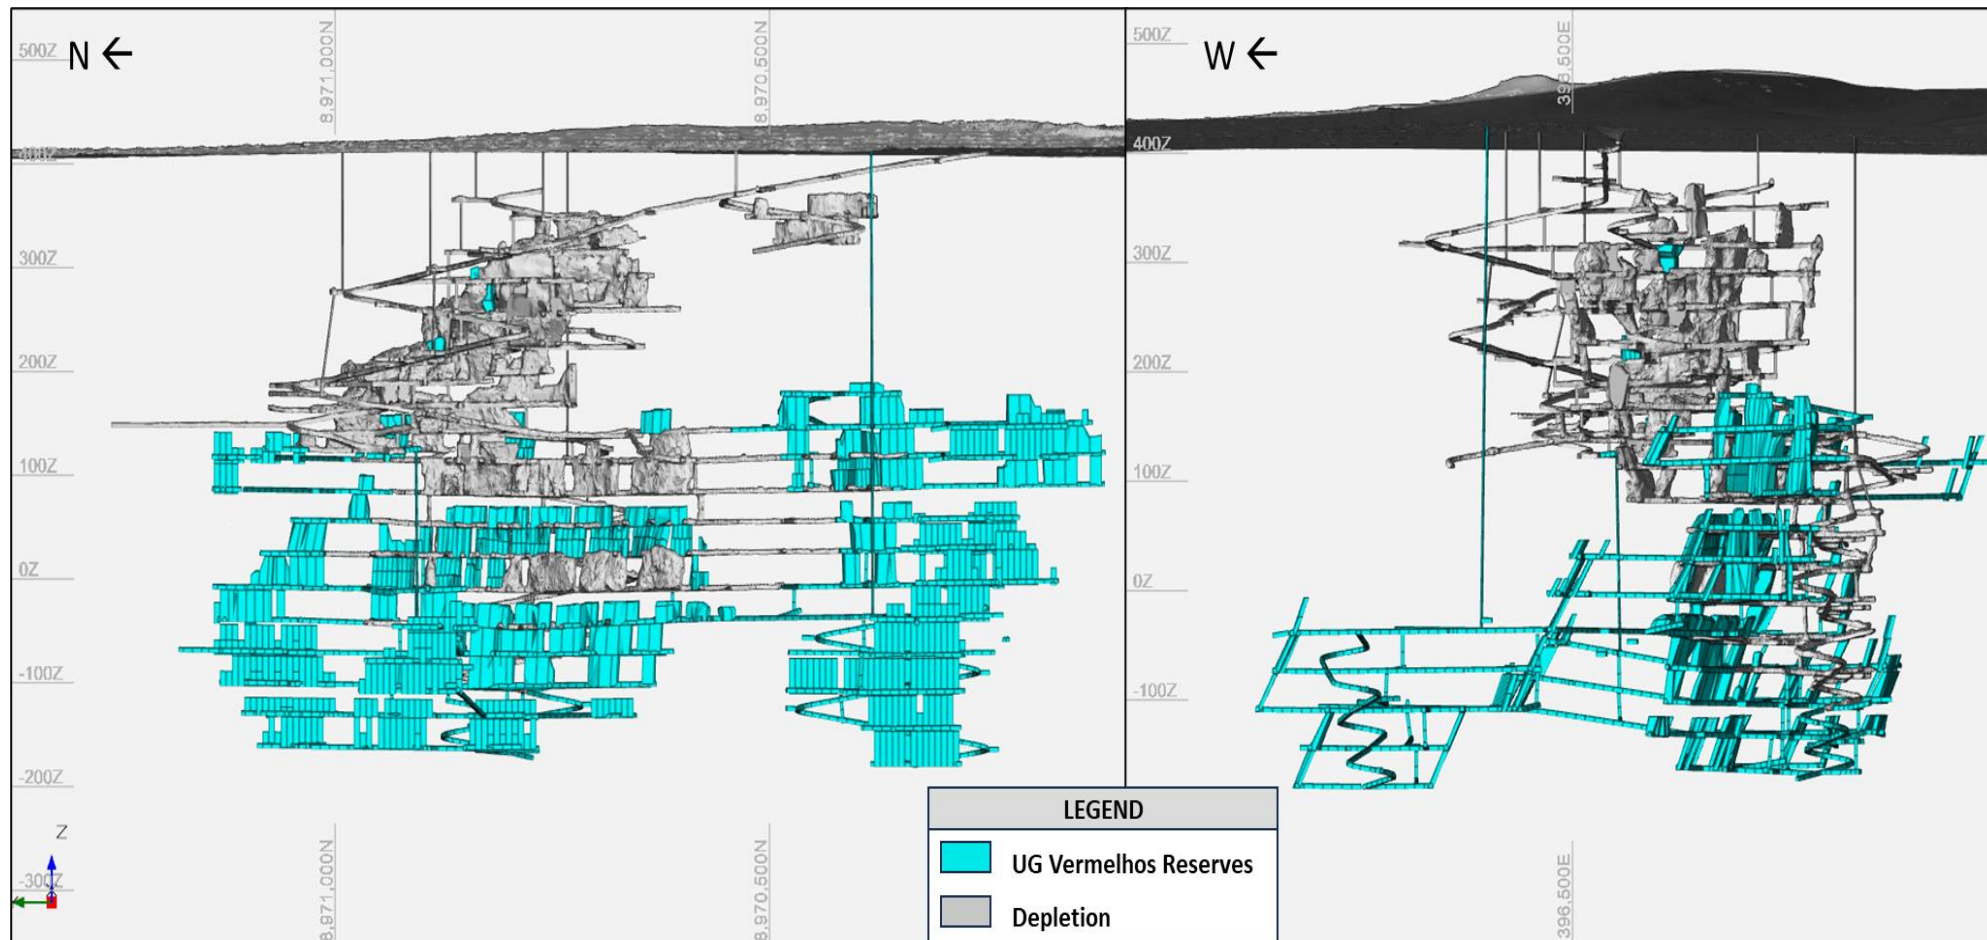 N
500Z
400Z
300Z
200Z
100Z
0Z
-100Z
-200Z
-300Z
8,971,000N
8,970,500N
Z
8,971,000N
8,970,500N
W
500Z
400Z
300Z
200Z
100Z
0Z
-100Z
396,500E
396,500E
LEGEND
UG Vermelhos Reserves
Depletion